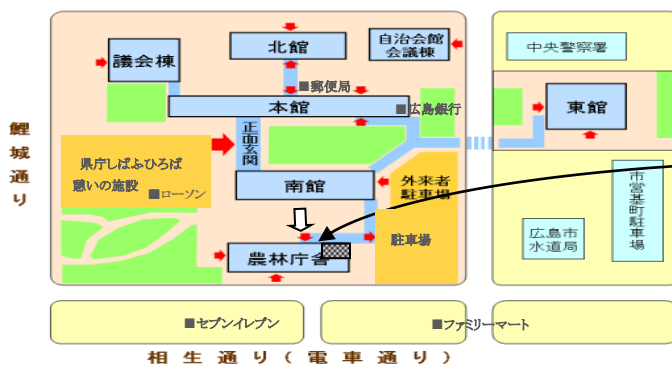 議会棟
北館
自治会館
会議棟
中央警察署
■郵便局
本館
■広島銀行
東館
鯉城通り
正面玄関
県庁しばふひろば
憩いの施設
■ローソン
南館
外来者
駐車場
市営基町駐車場
駐車場
広島市
水道局
農林庁舎
■セブンイレブン
■ファミリーマート
相生通り(電車通り)